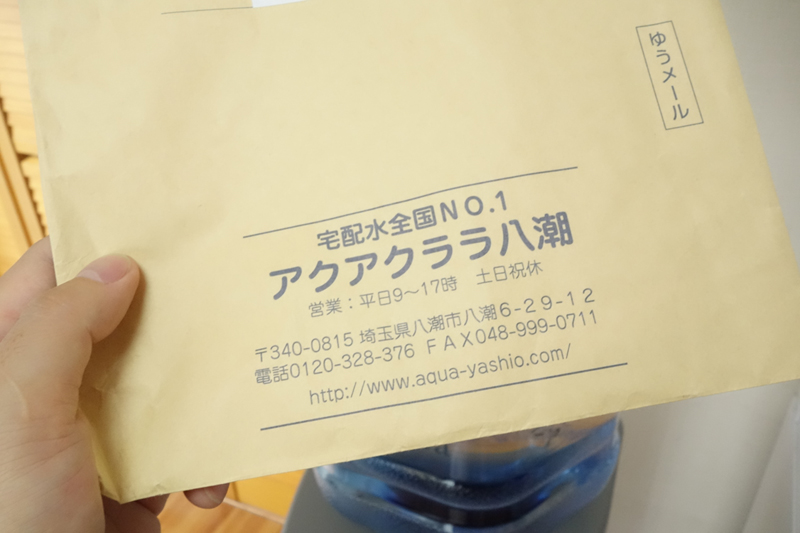 ゆうメール
宅配水全国NO.1
アクアクララ八潮
営業：平日9～17時　土日祝休
〒340-0815 埼玉県八潮市八潮6-29-12
電話0120-328-376 FAX048-999-0711
http://www.aqua-yashio.com/